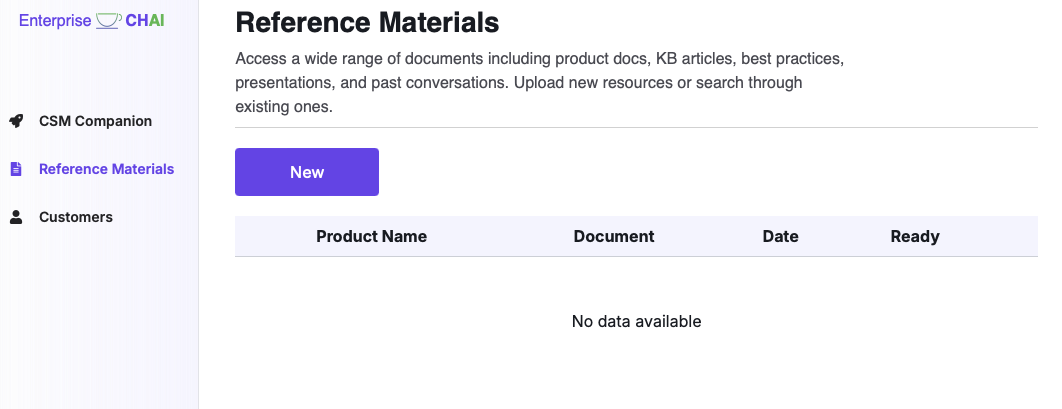 Enterprise CHAI
Reference Materials
Access a wide range of documents including product docs, KB articles, best practices,
presentations, and past conversations. Upload new resources or search through
existing ones.
CSM Companion
Reference Materials
Customers
New
Product Name Document Date Ready
No data available